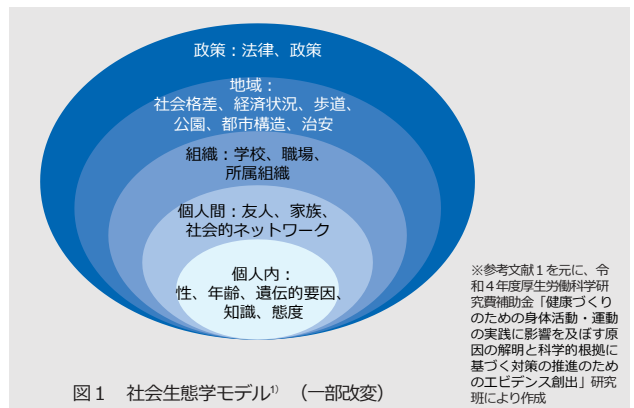 政策：法律、政策
地域：
社会格差、経済状況、歩道、
公園、都市構造、治安
組織：学校、職場、
所属組織
個人間：友人、家族、
社会的ネットワーク
個人内：
性、年齢、遺伝的要因、
知識、態度
※参考文献１を元に、令
和４年度厚生労働科学研
究費補助金「健康づくり
のための身体活動・運動
の実践に影響を及ぼす原
因の解明と科学的根拠に
基づく対策の推進のため
のエビデンス創出」研究
班により作成
図１　社会生態学モデル¹⁾　（一部改変）